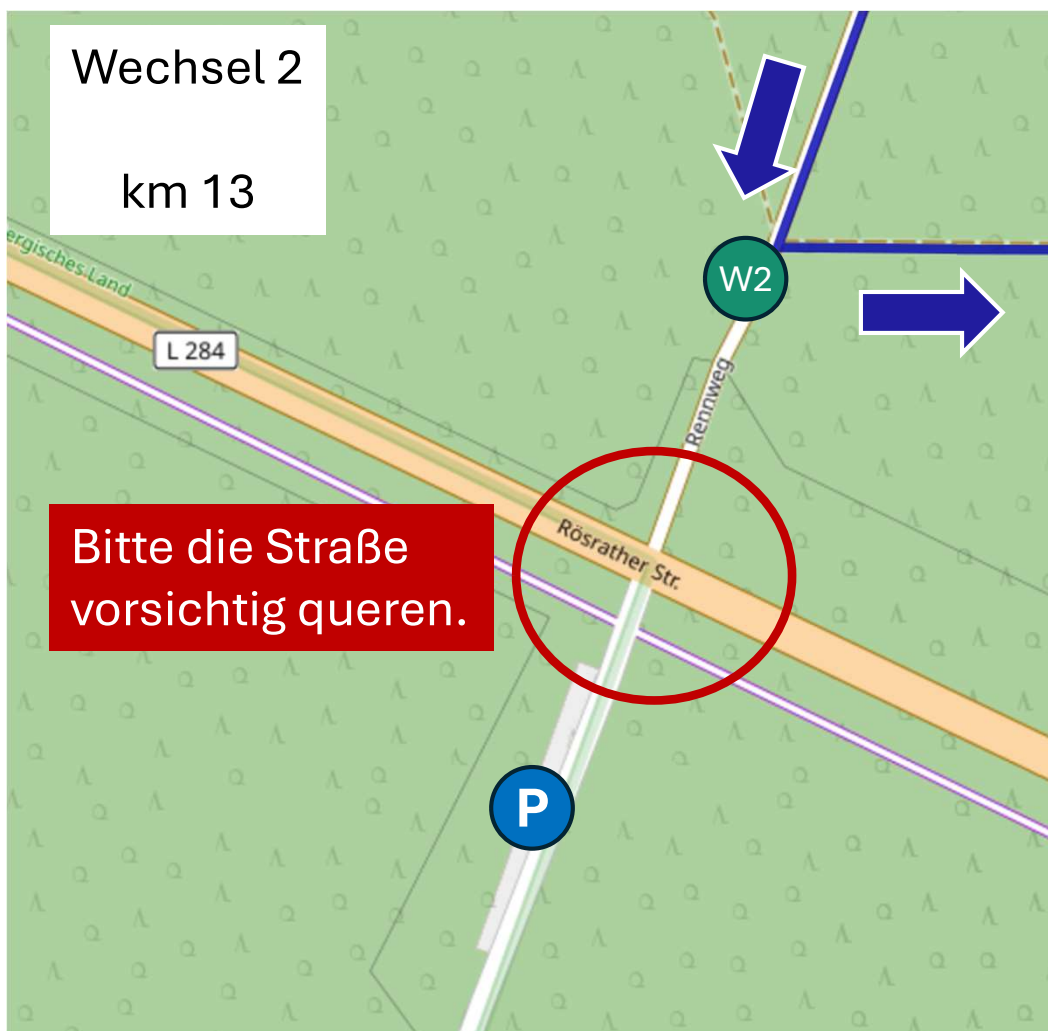 Wechsel 2
km 13
ergisches Land
L 284
W2
Rennweg
Rösrather Str.
Bitte die Straße
vorsichtig queren.
P